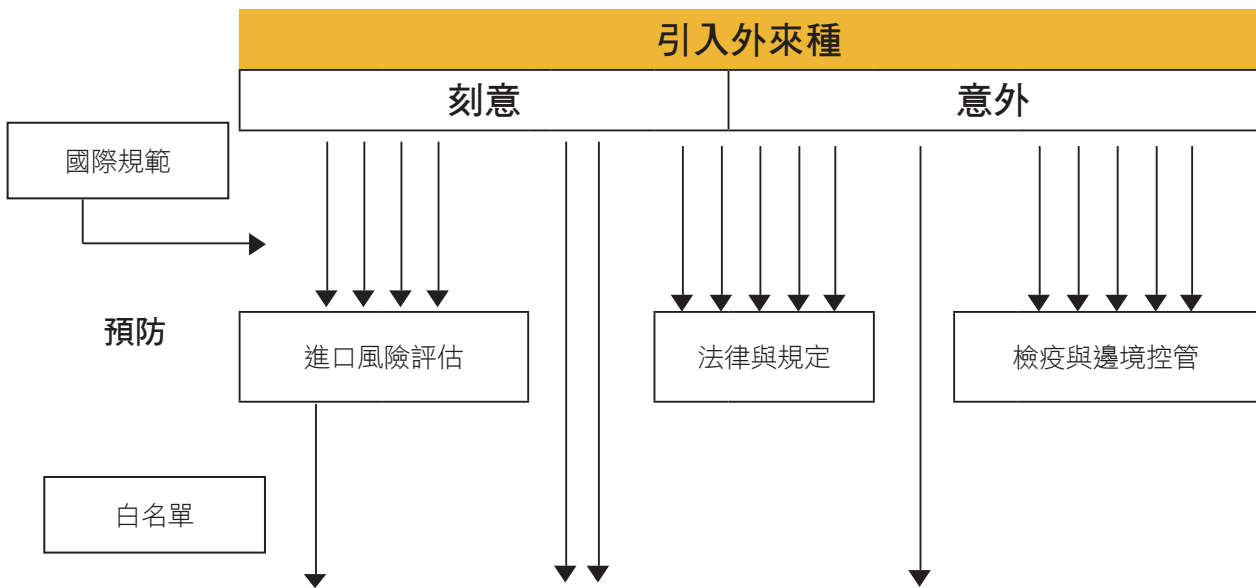 引入外來種
刻意
意外
國際規範
預防
進口風險評估
法律與規定
檢疫與邊境控管
白名單